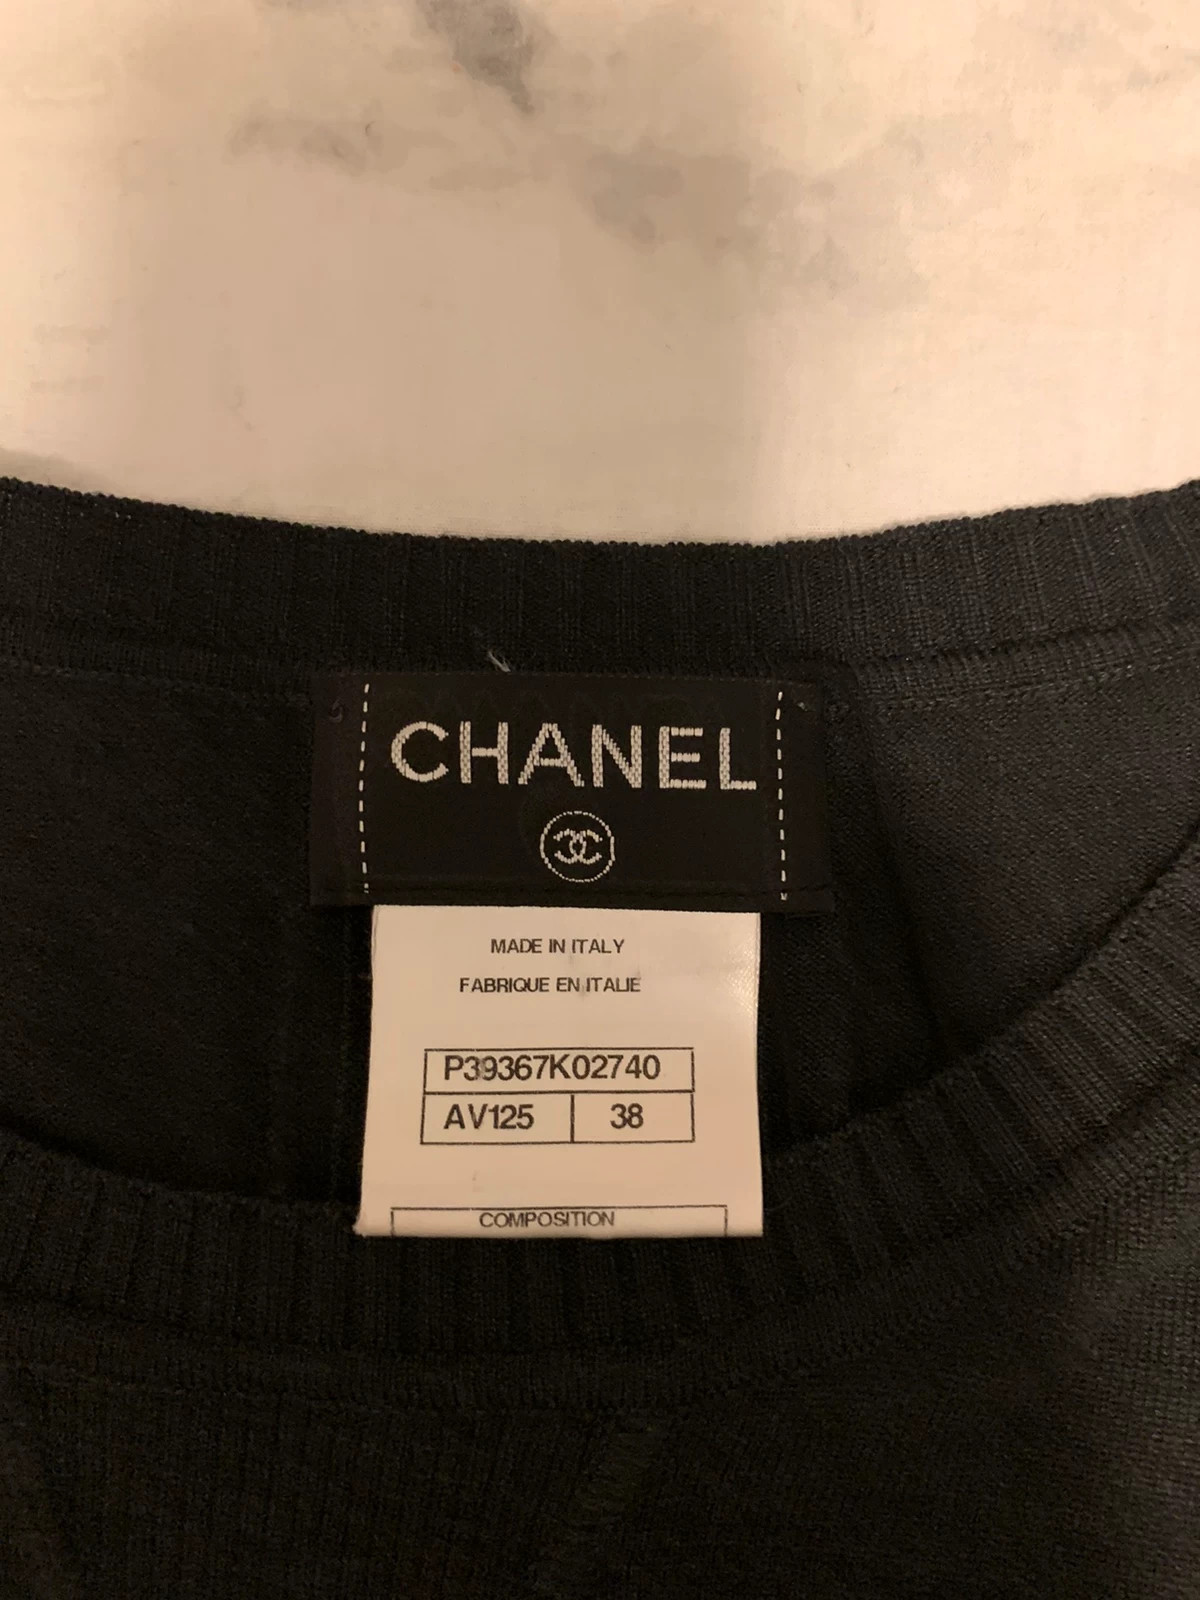 CHANEL
MADE IN ITALY
FABRIQUE EN ITALIE
P39367K02740
AV125 38
COMPOSITION